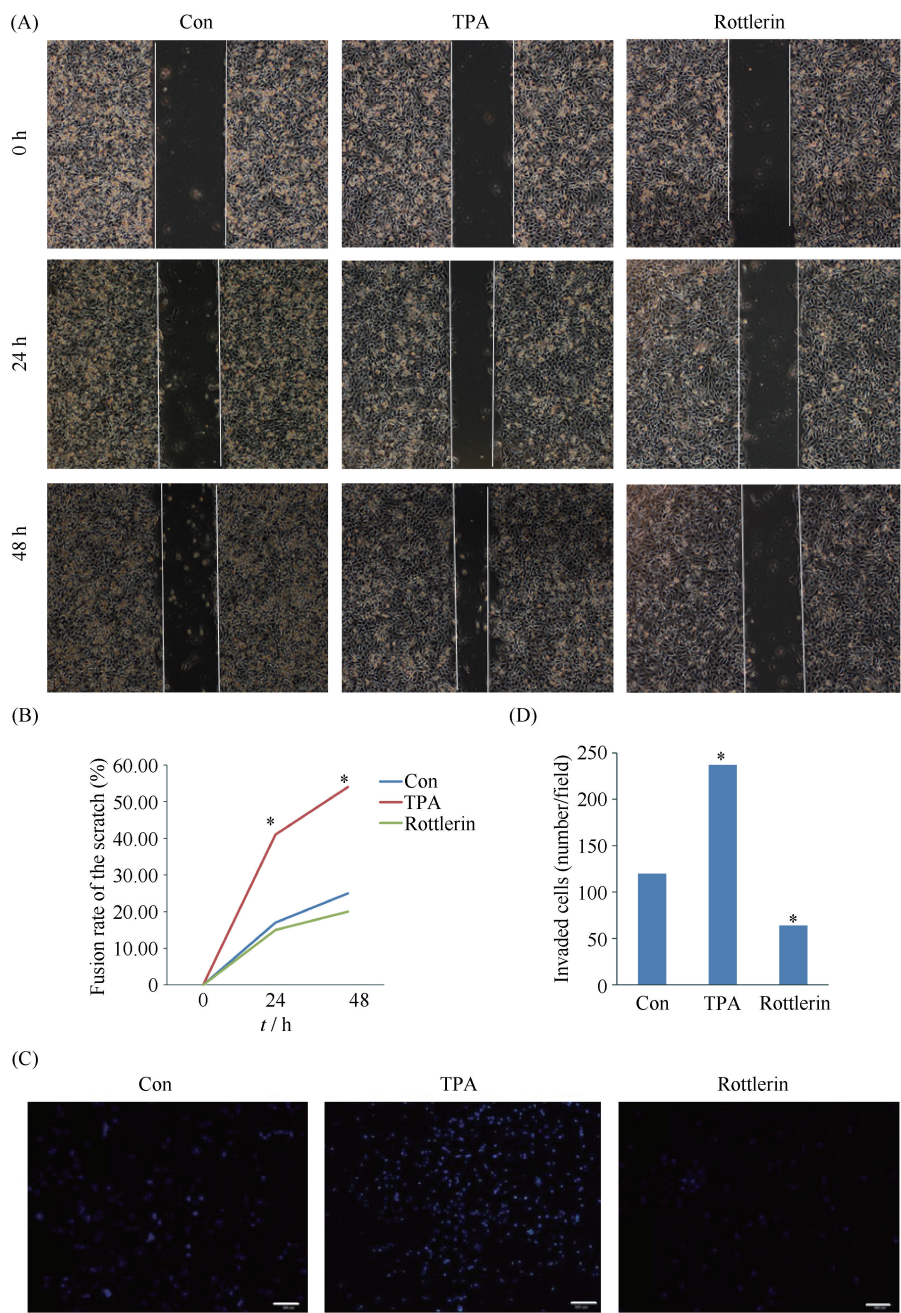 (A)
Con
TPA
Rottlerin
0 h
24 h
48 h
(B)
Fusion rate of the scratch (%)
60.00
50.00
40.00
30.00
20.00
10.00
0
*
*
Con
TPA
Rottlerin
0
24
48
t / h
(D)
Invaded cells (number/field)
250
200
150
100
50
0
*
*
Con
TPA
Rottlerin
(C)
Con
TPA
Rottlerin